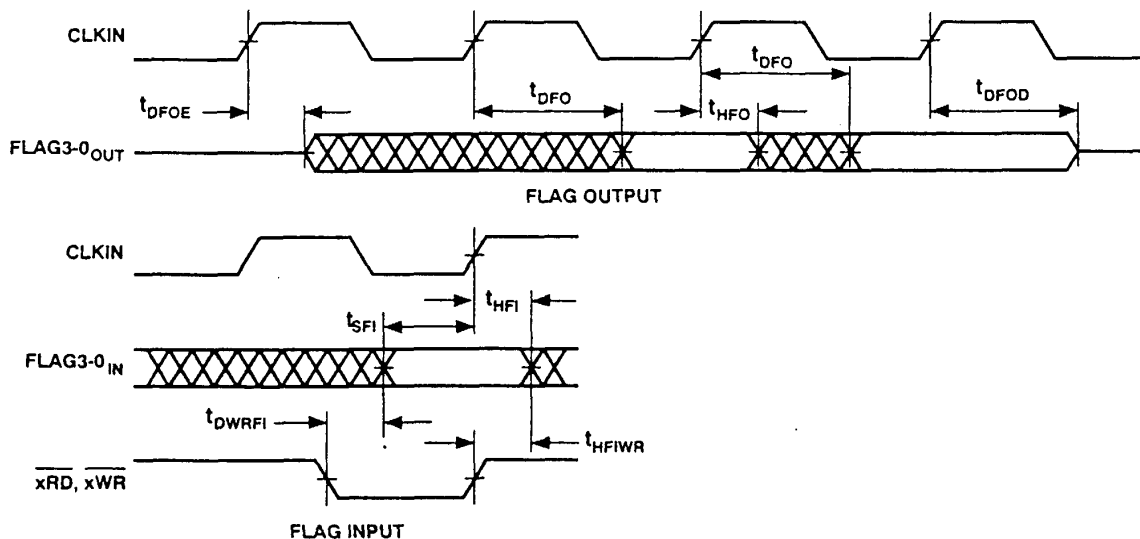 CLKIN
tDFOE
tDFO
tDFO
tHFO
tDFOD
FLAG3-0OUT
FLAG OUTPUT
CLKIN
tHFI
tSFI
FLAG3-0IN
tDWRFI
tHFIWR
xRD, xWR
FLAG INPUT